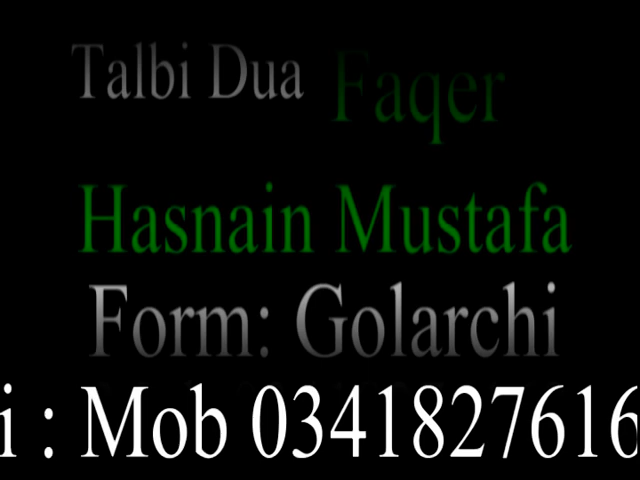 Talbi Dua Faqer
Hasnain Mustafa
Form: Golarchi
i : Mob 0341827616